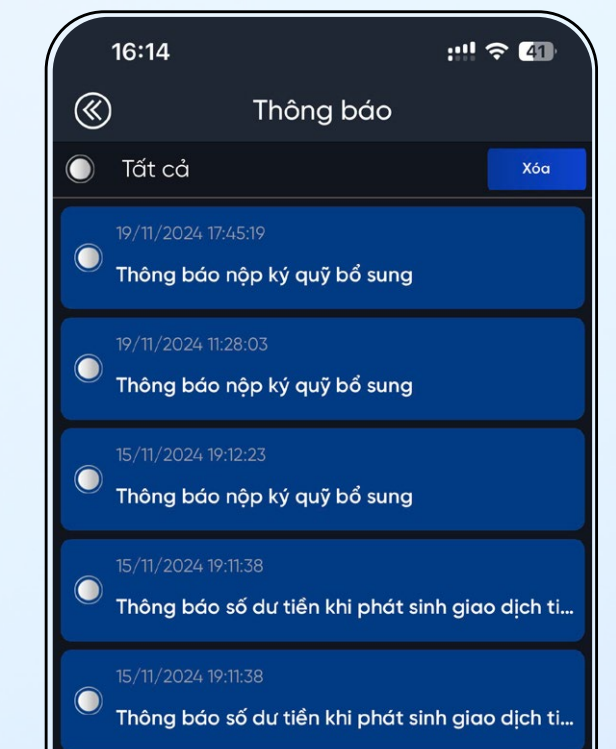 16:14
41
Thông báo
Tất cả
Xóa
19/11/2024 17:45:19
Thông báo nộp ký quỹ bổ sung
19/11/2024 11:28:03
Thông báo nộp ký quỹ bổ sung
15/11/2024 19:12:23
Thông báo nộp ký quỹ bổ sung
15/11/2024 19:11:38
Thông báo số dư tiền khi phát sinh giao dịch ti...
15/11/2024 19:11:38
Thông báo số dư tiền khi phát sinh giao dịch ti...